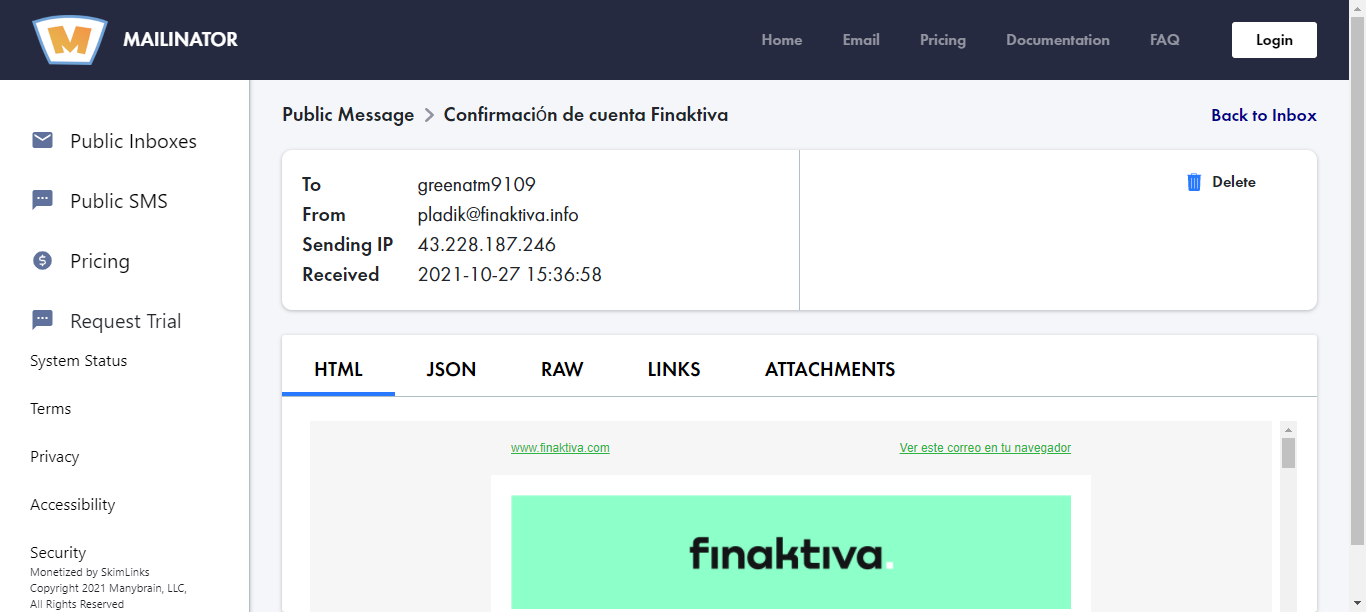 MAILINATOR
Home Email Pricing Documentation FAQ Login
Public Inboxes
Public SMS
Pricing
Request Trial
System Status
Terms
Privacy
Accessibility
Security
Monetized by SkimLinks
Copyright 2021 Manybrain, LLC,
All Rights Reserved
Public Message > Confirmación de cuenta Finaktiva
Back to Inbox
To greenatm9109
From pladik@finaktiva.info
Sending IP 43.228.187.246
Received 2021-10-27 15:36:58
Delete
HTML JSON RAW LINKS ATTACHMENTS
www.finaktiva.com Ver este correo en tu navegador
finaktiva.